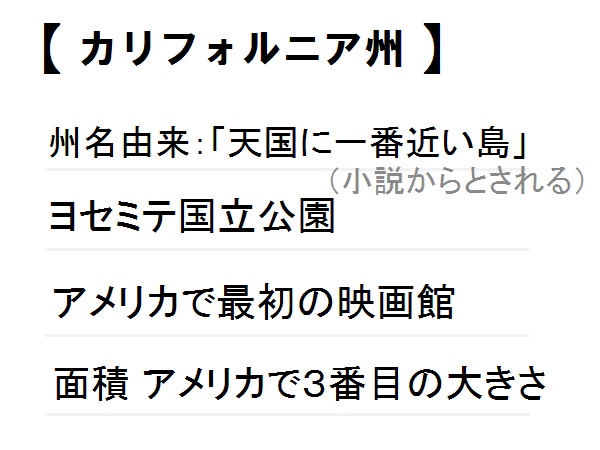 【 カリフォルニア州 】
州名由来：「天国に一番近い島」
（小説からとされる）
ヨセミテ国立公園
アメリカで最初の映画館
面積 アメリカで３番目の大きさ